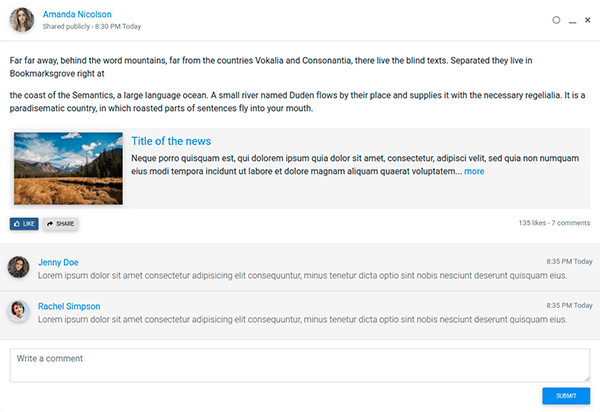 Amanda Nicolson
Shared publicly - 8:30 PM Today
Far far away, behind the word mountains, far from the countries Vokalia and Consonantia, there live the blind texts. Separated they live in
Bookmarksgrove right at
the coast of the Semantics, a large language ocean. A small river named Duden flows by their place and supplies it with the necessary regelialia. It is a
paradisematic country, in which roasted parts of sentences fly into your mouth.
Title of the news
Neque porro quisquam est, qui dolorem ipsum quia dolor sit amet, consectetur, adipisci velit, sed quia non numquam
eius modi tempora incidunt ut labore et dolore magnam aliquam quaerat voluptatem... more
LIKE SHARE 135 likes - 7 comments
Jenny Doe 8:35 PM Today
Lorem ipsum dolor sit amet consectetur adipisicing elit consequuntur, minus tenetur dicta optio sint nobis nesciunt deserunt quisquam eius.
Rachel Simpson 8:35 PM Today
Lorem ipsum dolor sit amet consectetur adipisicing elit consequuntur, minus tenetur dicta optio sint nobis nesciunt deserunt quisquam eius.
Write a comment
SUBMIT